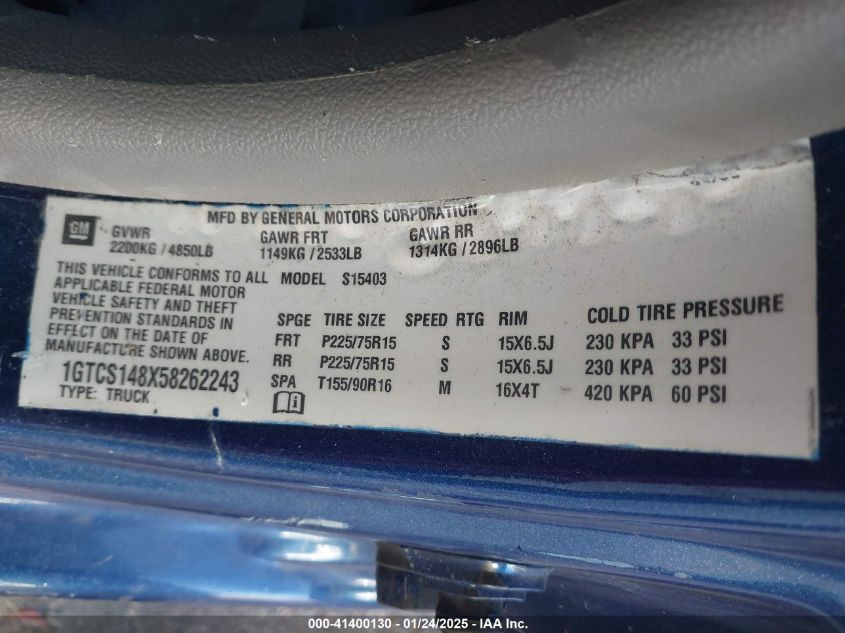 MFD BY GENERAL MOTORS CORPORATION
GM
GVWR GAWR FRT GAWR RR
2200KG / 4850LB 1149KG / 2533LB 1314KG / 2896LB
THIS VEHICLE CONFORMS TO ALL MODEL S15403
APPLICABLE FEDERAL MOTOR
VEHICLE SAFETY AND THEFT
PREVENTION STANDARDS IN
EFFECT ON THE DATE OF
MANUFACTURE SHOWN ABOVE.
1GTCS148X58262243
TYPE: TRUCK
SPGE TIRE SIZE SPEED RTG RIM COLD TIRE PRESSURE
FRT P225/75R15 S 15X6.5J 230 KPA 33 PSI
RR P225/75R15 S 15X6.5J 230 KPA 33 PSI
SPA T155/90R16 M 16X4T 420 KPA 60 PSI
000-41400130 - 01/24/2025 - Copyright © 2025 IAA, Inc.